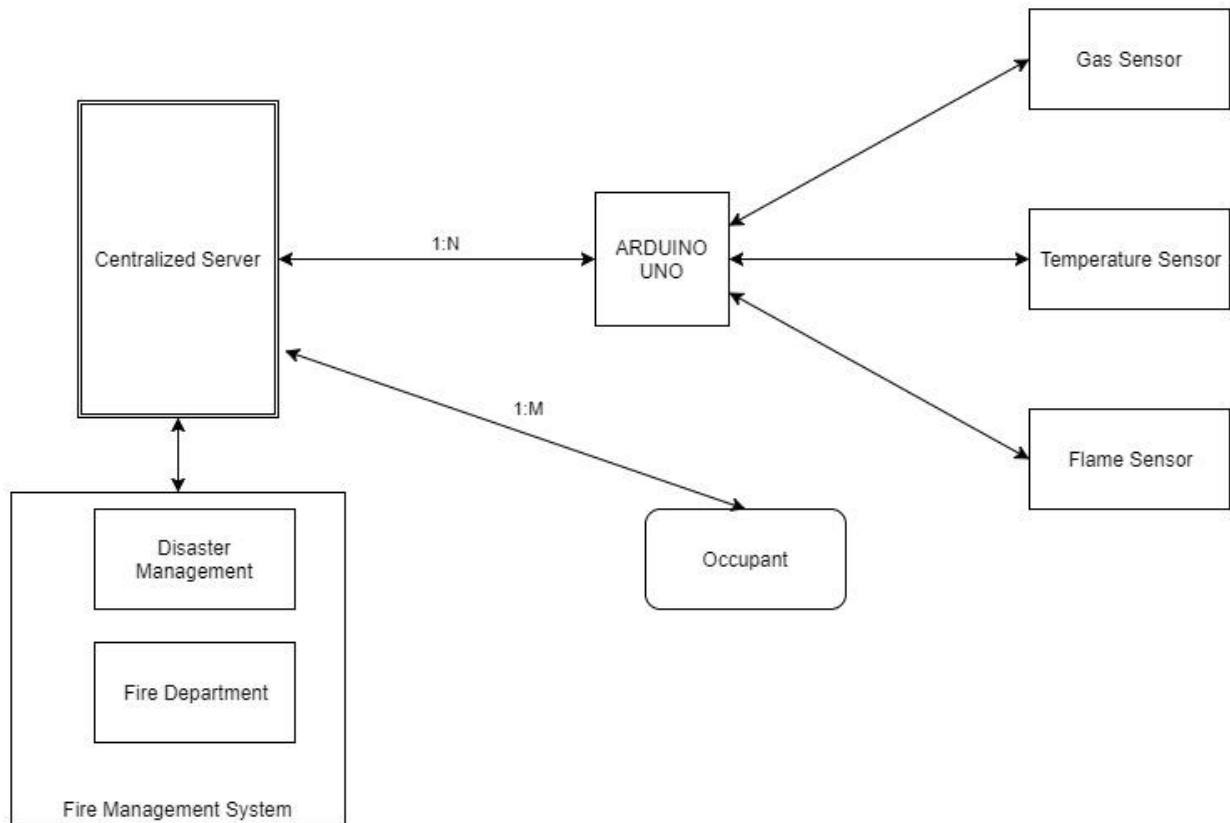 Gas Sensor
Centralized Server
1:N
ARDUINO
UNO
Temperature Sensor
1:M
Flame Sensor
Disaster
Management
Occupant
Fire Department
Fire Management System